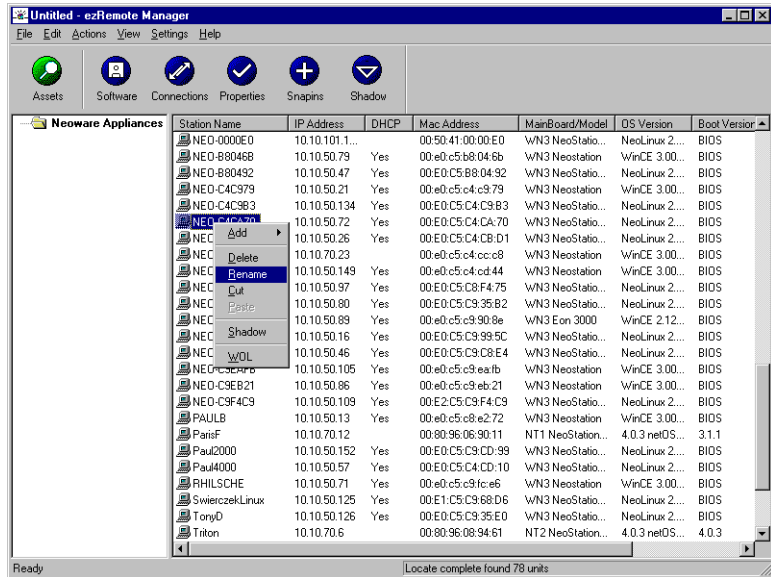 Untitled - ezRemote Manager
File Edit Actions View Settings Help
Assets Software Connections Properties Snapins Shadow
Neoware Appliances
Station Name IP Address DHCP Mac Address MainBoard/Model OS Version Boot Version
NEO-0000E0 10.10.101.1... 00:50:41:00:00:E0 WN3 NeoStatio... NeoLinux 2.... BIOS
NEO-B8046B 10.10.50.79 Yes 00:e0:c5:b8:04:6b WN3 Neostation WinCE 3.00... BIOS
NEO-B80492 10.10.50.47 Yes 00:E0:C5:B8:04:92 WN3 NeoStatio... NeoLinux 2.... BIOS
NEO-C4C979 10.10.50.21 Yes 00:e0:c5:c4:c9:79 WN3 Neostation WinCE 3.00... BIOS
NEO-C4C9B3 10.10.50.134 Yes 00:E0:C5:C4:C9:B3 WN3 NeoStatio... NeoLinux 2.... BIOS
NEO-C4CA70 10.10.50.72 Yes 00:E0:C5:C4:CA:70 WN3 NeoStatio... NeoLinux 2.... BIOS
NEC 10.10.50.26 Yes 00:E0:C5:C4:CB:D1 WN3 NeoStatio... NeoLinux 2.... BIOS
NEC 10.10.70.23 00:e0:c5:c4:cc:c8 WN3 Neostation WinCE 3.00... BIOS
NEC 10.10.50.149 Yes 00:e0:c5:c4:cd:44 WN3 Neostation WinCE 3.00... BIOS
NEC 10.10.50.97 Yes 00:E0:C5:C8:F4:75 WN3 NeoStatio... NeoLinux 2.... BIOS
NEC 10.10.50.80 Yes 00:E0:C5:C9:35:B2 WN3 NeoStatio... NeoLinux 2.... BIOS
NEC 10.10.50.89 Yes 00:e0:c5:c9:90:8e WN3 Eon 3000 WinCE 2.12... BIOS
NEC 10.10.50.16 Yes 00:E0:C5:C9:99:5C WN3 NeoStatio... NeoLinux 2.... BIOS
NEC 10.10.50.46 Yes 00:E0:C5:C9:C8:E4 WN3 NeoStatio... NeoLinux 2.... BIOS
NEO-C9EAFB 10.10.50.105 Yes 00:e0:c5:c9:ea:fb WN3 Neostation WinCE 3.00... BIOS
NEO-C9EB21 10.10.50.86 Yes 00:e0:c5:c9:eb:21 WN3 Neostation WinCE 3.00... BIOS
NEO-C9F4C9 10.10.50.109 Yes 00:E2:C5:C9:F4:C9 WN3 NeoStatio... NeoLinux 2.... BIOS
PAULB 10.10.50.13 Yes 00:e0:c5:c8:e2:72 WN3 Neostation WinCE 3.00... BIOS
ParisF 10.10.70.12 00:80:96:06:90:11 NT1 NeoStation... 4.0.3 netOS... 3.1.1
Paul2000 10.10.50.152 Yes 00:E0:C5:C9:CD:99 WN3 NeoStatio... NeoLinux 2.... BIOS
Paul4000 10.10.50.57 Yes 00:E0:C5:C4:CD:10 WN3 NeoStatio... NeoLinux 2.... BIOS
RHILSCHE 10.10.50.71 Yes 00:e0:c5:c9:fc:e6 WN3 Neostation WinCE 3.00... BIOS
SwierczekLinux 10.10.50.125 Yes 00:E1:C5:C9:68:D6 WN3 NeoStatio... NeoLinux 2.... BIOS
TonyD 10.10.50.126 Yes 00:E0:C5:C9:35:E0 WN3 NeoStatio... NeoLinux 2.... BIOS
Triton 10.10.70.6 00:80:96:08:94:61 NT2 NeoStation... 4.0.3 netOS... 4.0.3
Add
Delete
Rename
Cut
Paste
Shadow
WOL
Ready Locate complete found 78 units